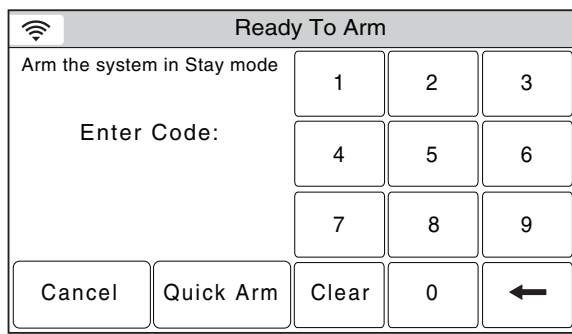 Ready To Arm
Arm the system in Stay mode
Enter Code:
1 2 3
4 5 6
7 8 9
Cancel Quick Arm Clear 0